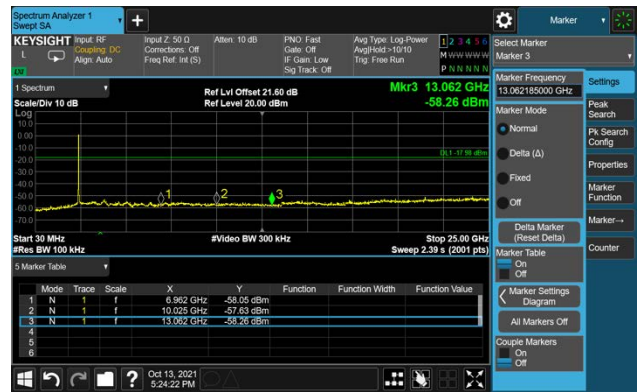 Spectrum Analyzer 1
Swept SA
Marker
KEYSIGHT
L
Input: RF
Coupling: DC
Align: Auto
Input Z: 50 Ω
Corrections: Off
Freq Ref: Int (S)
Atten: 10 dB
PNO: Fast
Gate: Off
IF Gain: Low
Sig Track: Off
Avg Type: Log-Power
Avg|Hold:>10/10
Trig: Free Run
1 2 3 4 5 6
M W W W W W
P N N N N N
Select Marker
Marker 3
1 Spectrum
Scale/Div 10 dB
Ref Lvl Offset 21.60 dB
Ref Level 20.00 dBm
Mkr3 13.062 GHz
-58.26 dBm
Log
10.0
0.00
-10.0
-20.0
-30.0
-40.0
-50.0
-60.0
-70.0
DL1 -17.98 dBm
1
2
3
Start 30 MHz
#Res BW 100 kHz
#Video BW 300 kHz
Stop 25.00 GHz
Sweep 2.39 s (2001 pts)
Marker Frequency
13.062185000 GHz
Marker Mode
Normal
Delta (Δ)
Fixed
Off
Delta Marker
(Reset Delta)
Marker Table
On
Off
Marker Settings
Diagram
All Markers Off
Couple Markers
On
Off
Settings
Peak
Search
Pk Search
Config
Properties
Marker
Function
Marker→
Counter
5 Marker Table
Mode Trace Scale X Y Function Function Width Function Value
1 N 1 f 6.962 GHz -58.05 dBm
2 N 1 f 10.025 GHz -57.63 dBm
3 N 1 f 13.062 GHz -58.26 dBm
4
5
6
?
Oct 13, 2021
5:24:22 PM